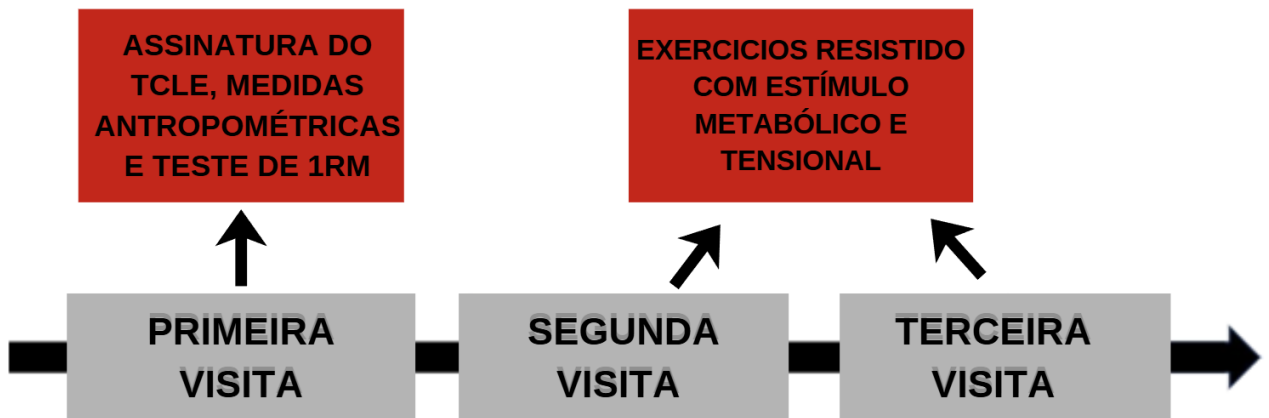 ASSINATURA DO
TCLE, MEDIDAS
ANTROPOMÉTRICAS
E TESTE DE 1RM
EXERCICIOS RESISTIDO
COM ESTÍMULO
METABÓLICO E
TENSIONAL
PRIMEIRA
VISITA
SEGUNDA
VISITA
TERCEIRA
VISITA